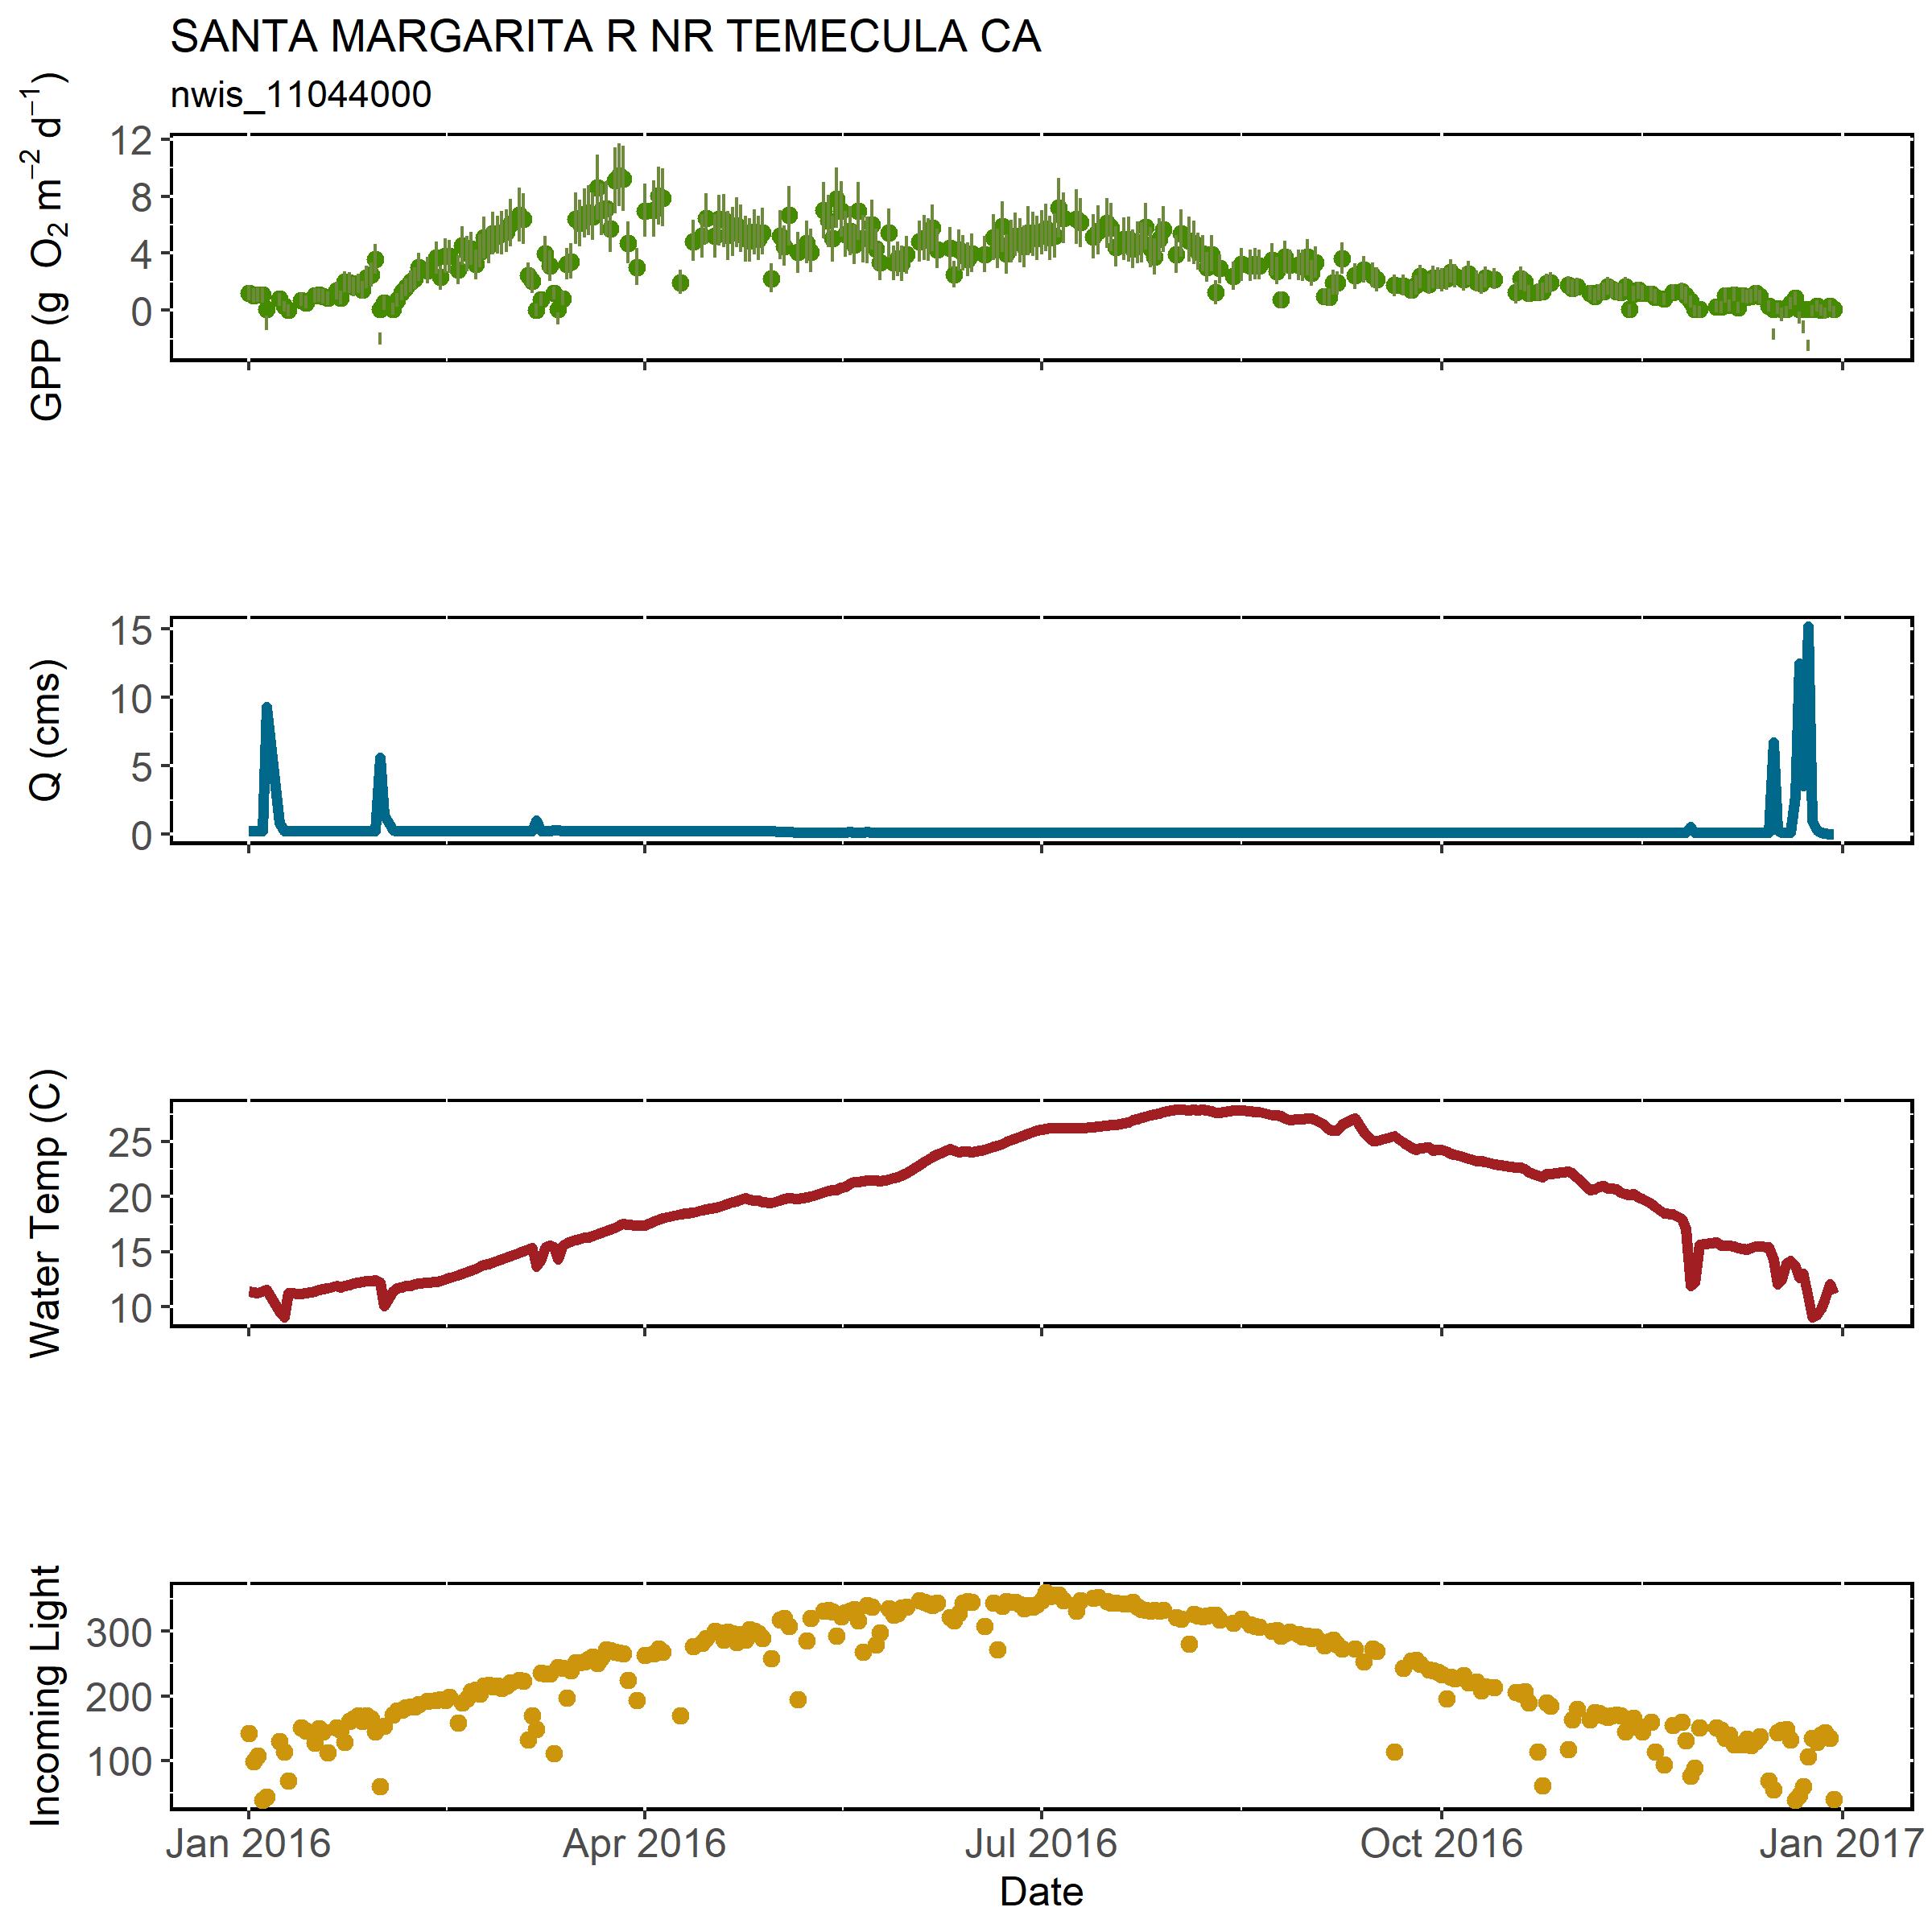 SANTA MARGARITA R NR TEMECULA CA
nwis_11044000
GPP (g O₂ m⁻² d⁻¹)
12
8
4
0
Q (cms)
15
10
5
0
Water Temp (C)
25
20
15
10
Incoming Light
300
200
100
Jan 2016 Apr 2016 Jul 2016 Oct 2016 Jan 2017
Date